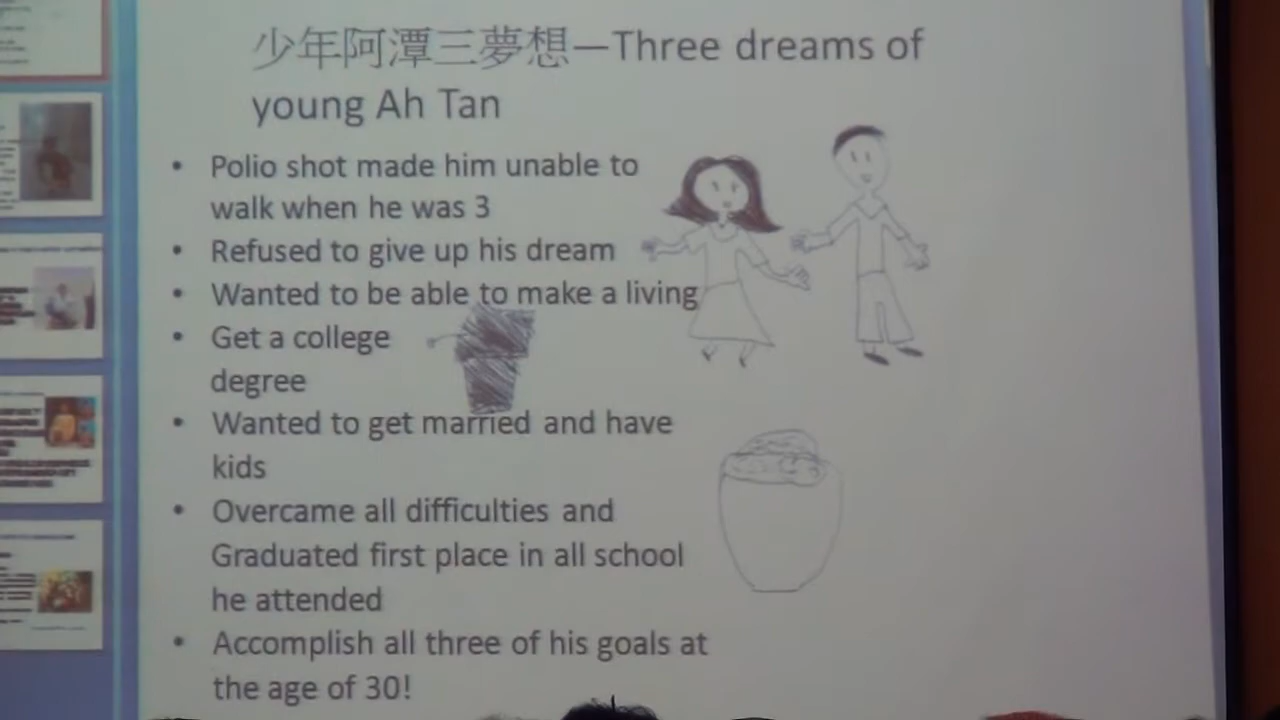 少年阿潭三夢想—Three dreams of
young Ah Tan
• Polio shot made him unable to
walk when he was 3
• Refused to give up his dream
• Wanted to be able to make a living
• Get a college
degree
• Wanted to get married and have
kids
• Overcame all difficulties and
Graduated first place in all school
he attended
• Accomplish all three of his goals at
the age of 30!